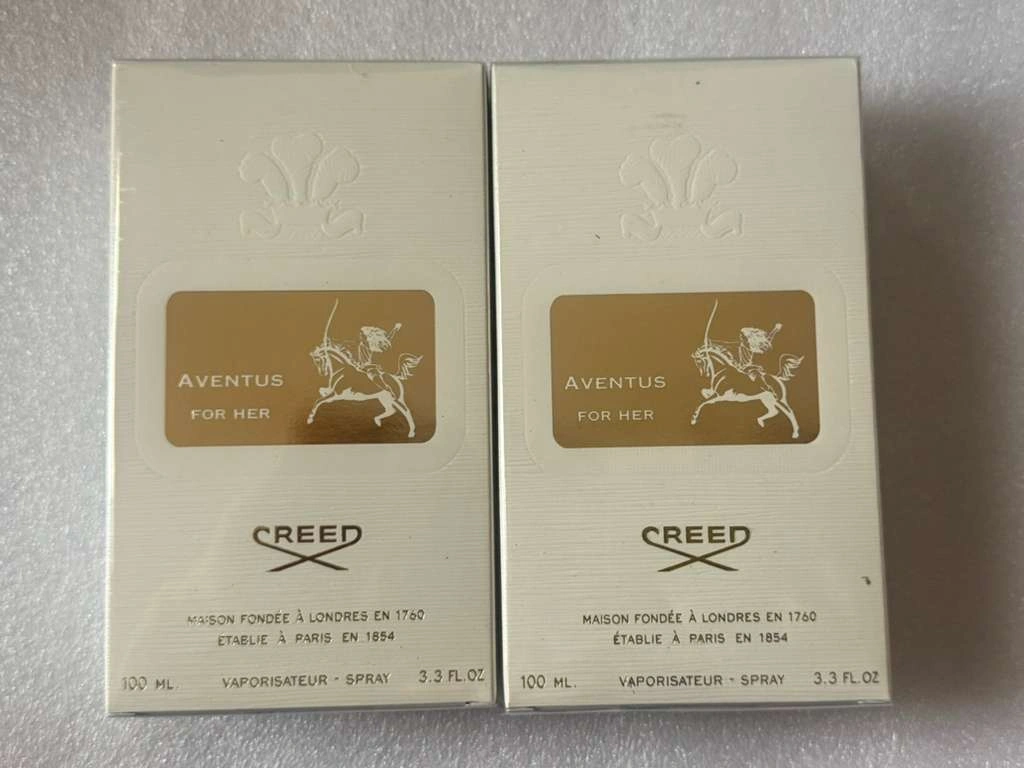 AVENTUS
FOR HER
CREED
MAISON FONDÉE À LONDRES EN 1760
ÉTABLIE À PARIS EN 1854
100 ML. VAPORISATEUR - SPRAY 3.3 FL.OZ
AVENTUS
FOR HER
CREED
MAISON FONDÉE À LONDRES EN 1760
ÉTABLIE À PARIS EN 1854
100 ML. VAPORISATEUR - SPRAY 3.3 FL.OZ